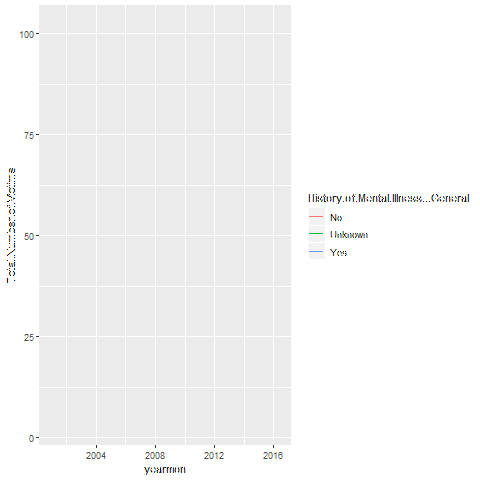 100
75
50
25
0
Total.Number.of.Victims
2004 2008 2012 2016
yearmon
History.of.Mental.Illness...General
No
Unknown
Yes